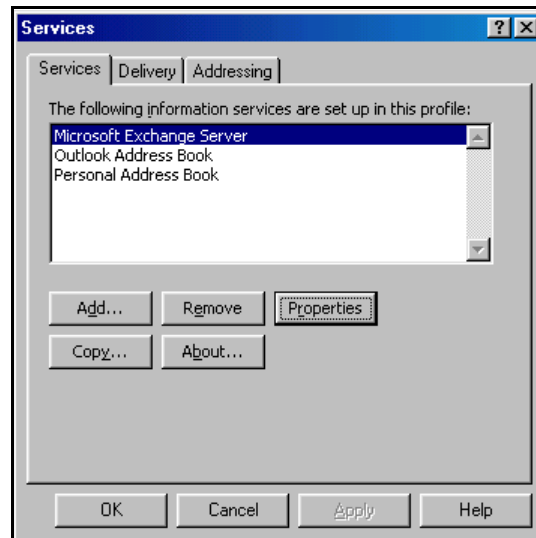 Services
Services Delivery Addressing
The following information services are set up in this profile:
Microsoft Exchange Server
Outlook Address Book
Personal Address Book
Add... Remove Properties
Copy... About...
OK Cancel Apply Help